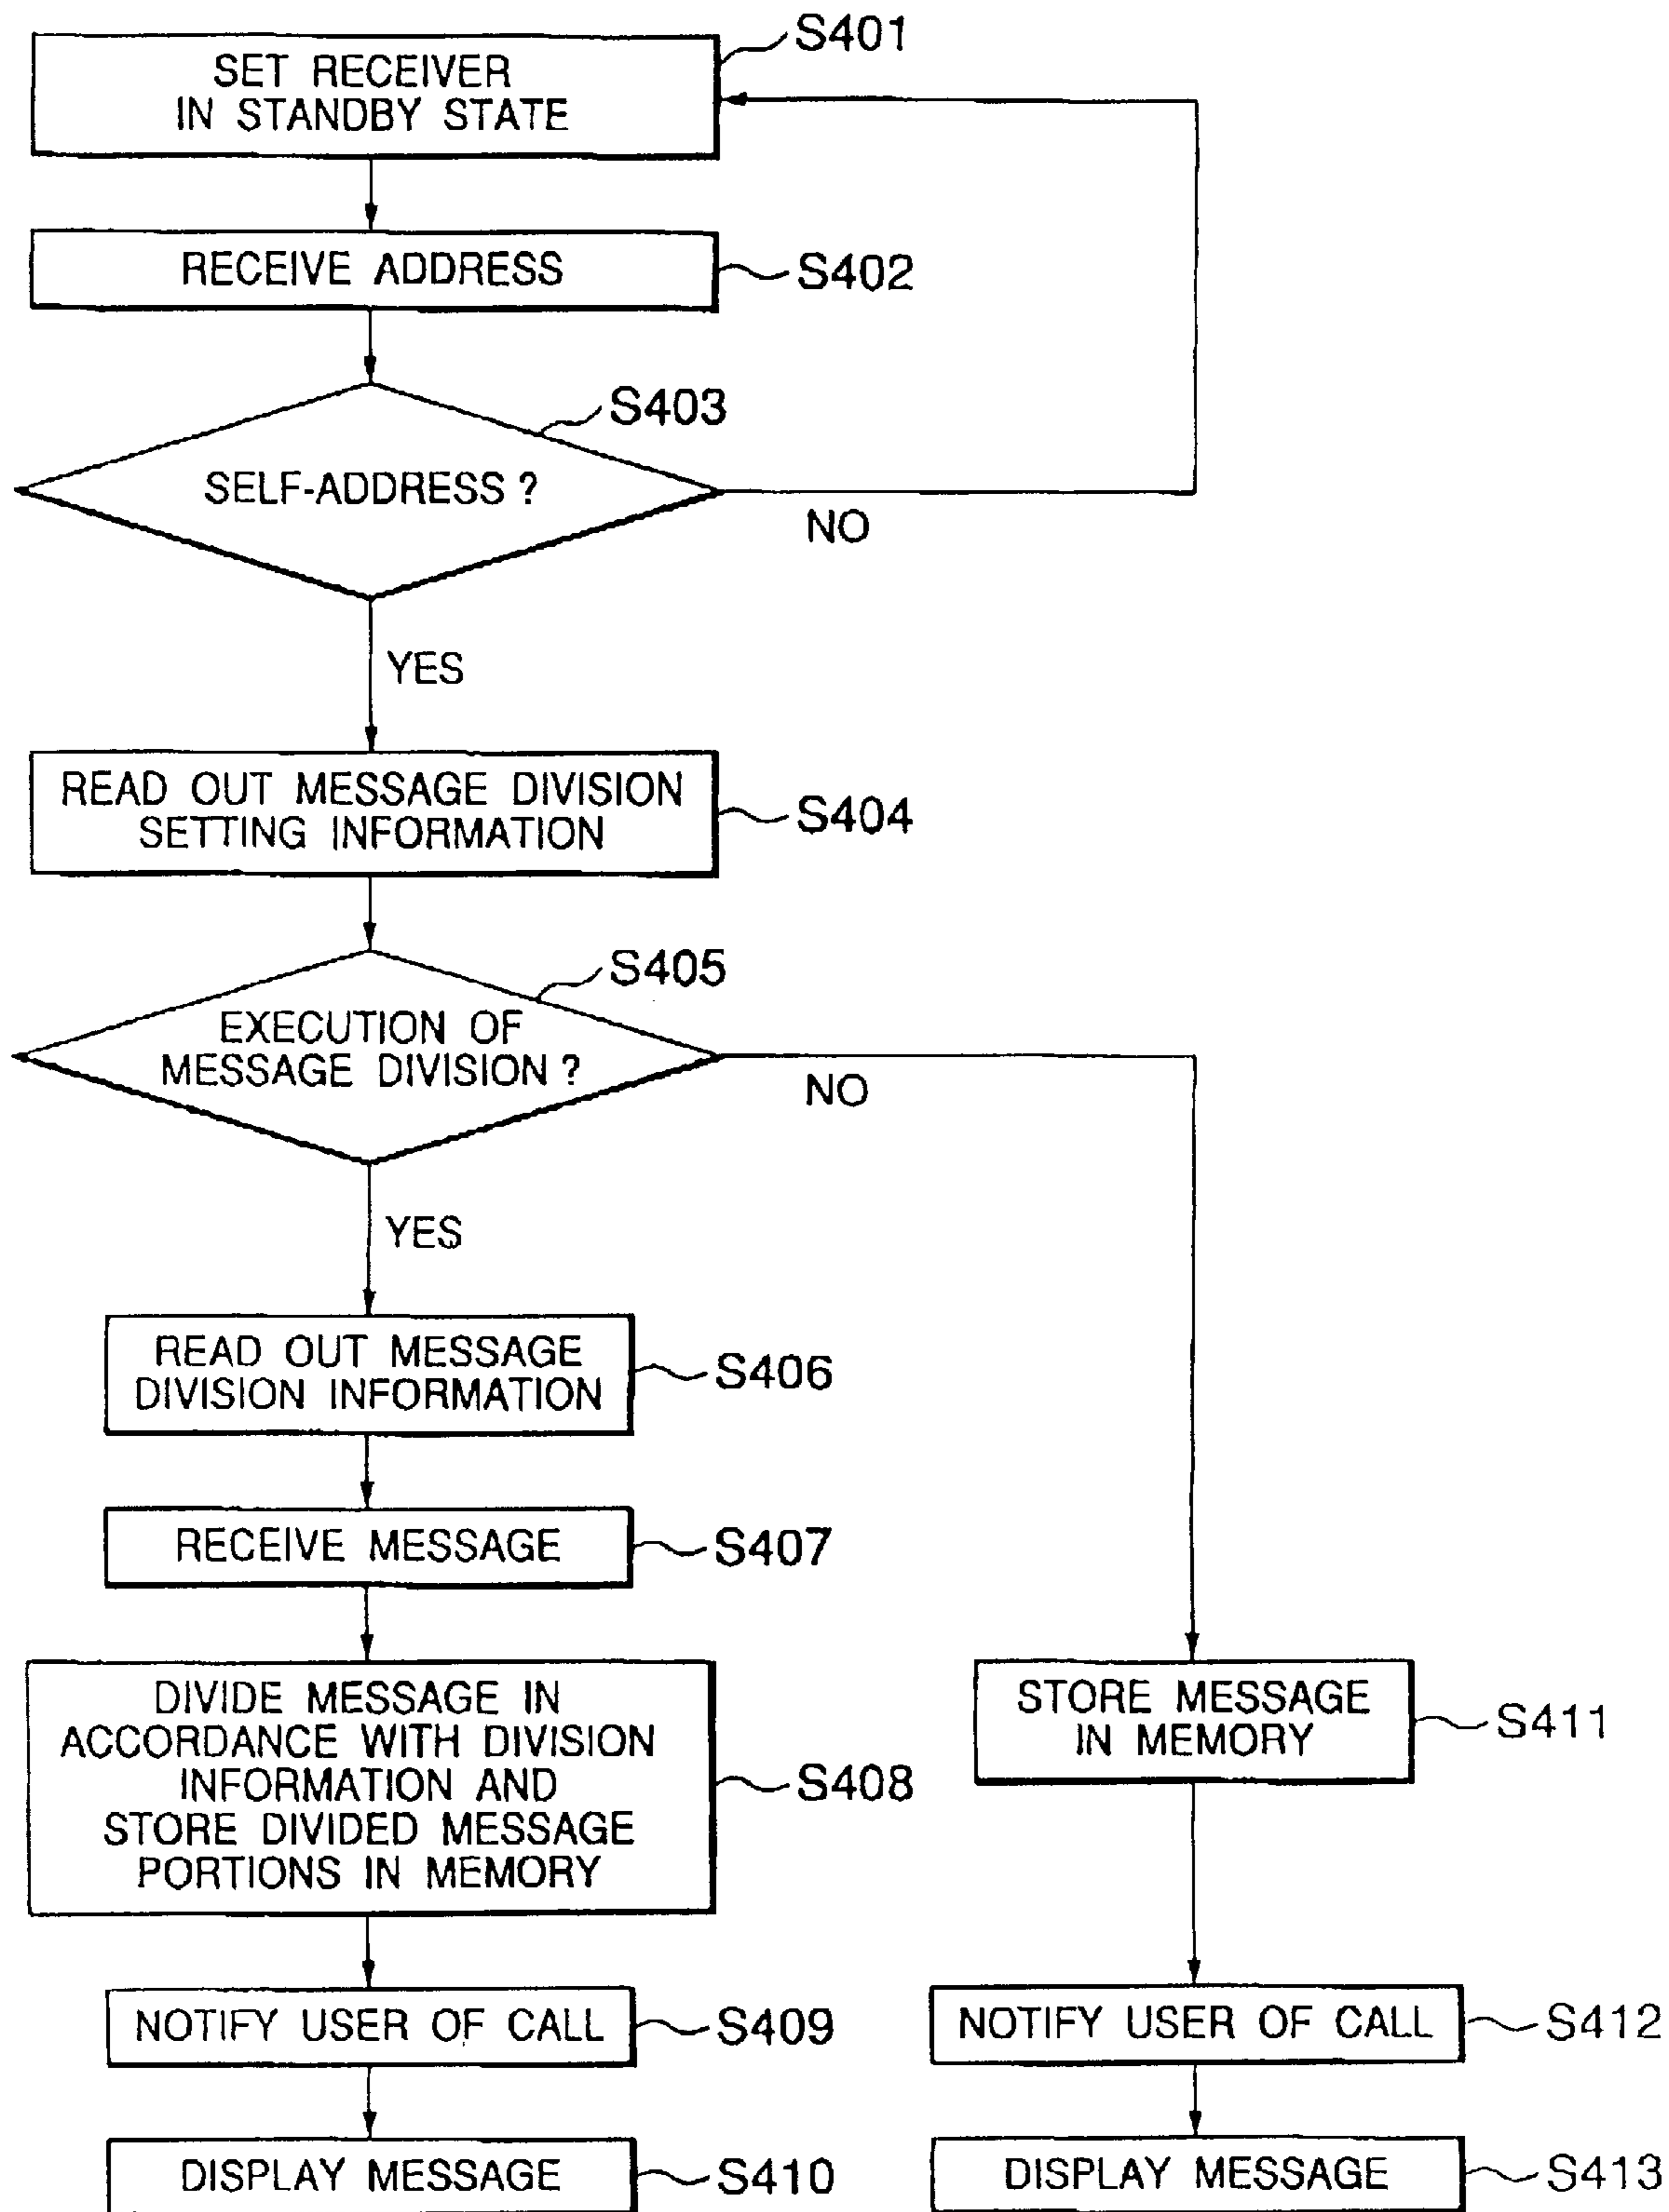 S401
SET RECEIVER
IN STANDBY STATE
RECEIVE ADDRESS
S402
S403
SELF-ADDRESS ?
NO
YES
READ OUT MESSAGE DIVISION
SETTING INFORMATION
S404
S405
EXECUTION OF
MESSAGE DIVISION ?
NO
YES
READ OUT MESSAGE
DIVISION INFORMATION
S406
RECEIVE MESSAGE
S407
DIVIDE MESSAGE IN
ACCORDANCE WITH DIVISION
INFORMATION AND
STORE DIVIDED MESSAGE
PORTIONS IN MEMORY
S408
STORE MESSAGE
IN MEMORY
S411
NOTIFY USER OF CALL
S409
NOTIFY USER OF CALL
S412
DISPLAY MESSAGE
S410
DISPLAY MESSAGE
S413